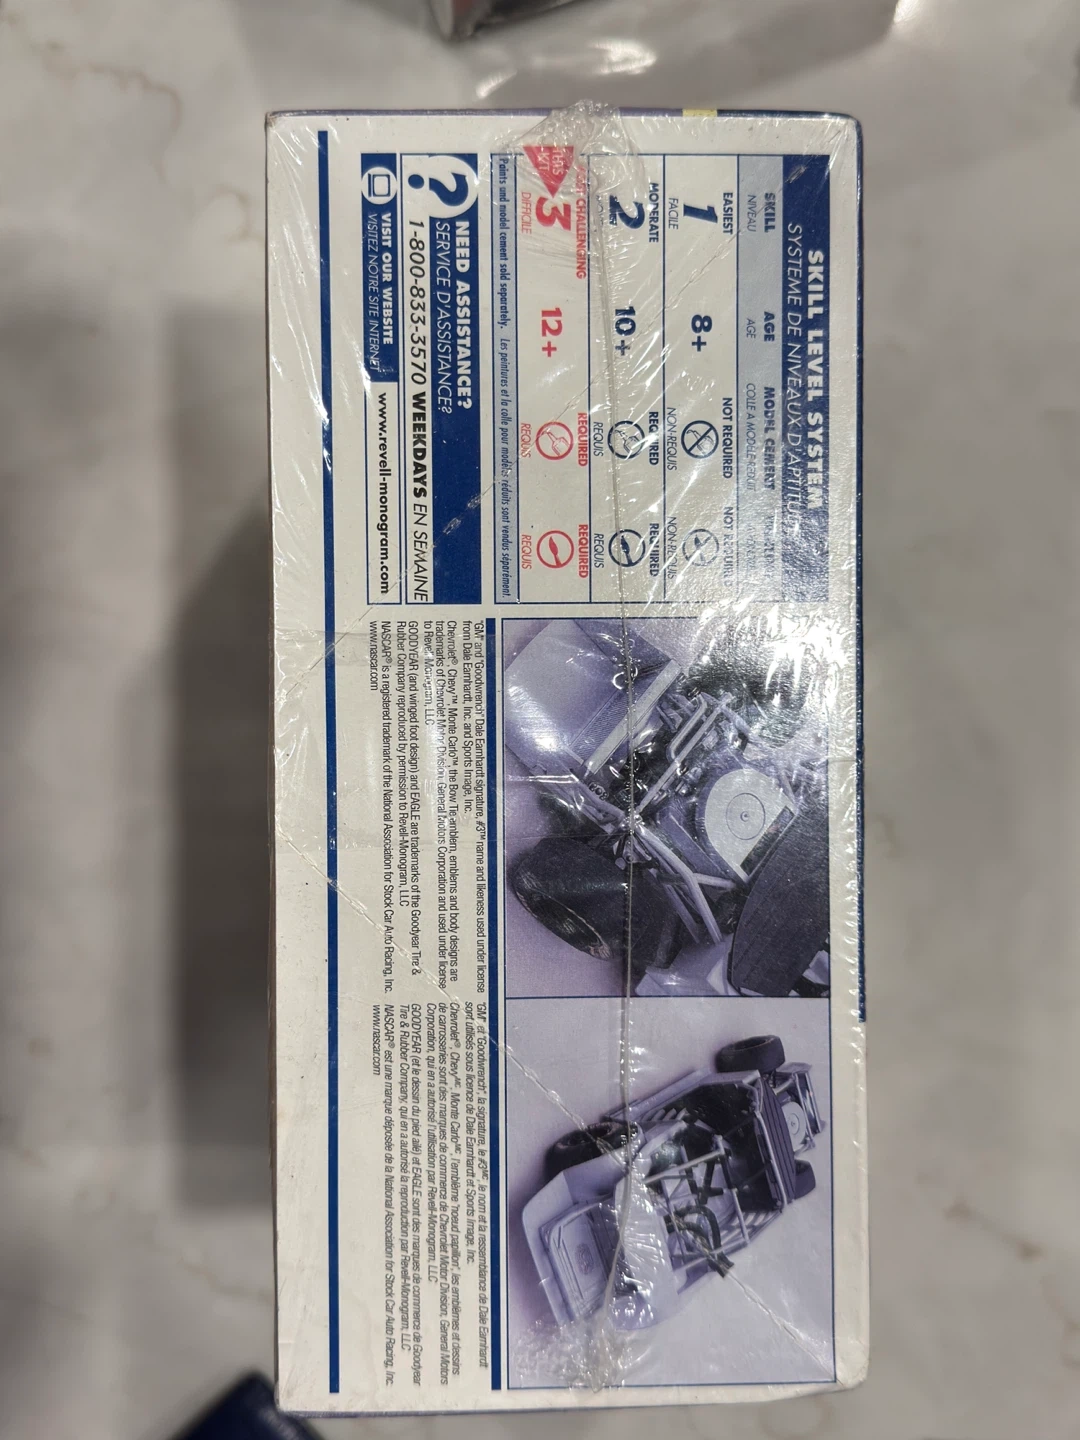 SKILL LEVEL SYSTEM
SYSTÈME DE NIVEAUX D'APTITUDE
SKILL AGE MODEL CEMENT
NIVEAU AGE COLLE A MODELE REDUIT
EASIEST NOT REQUIRED NOT REQUIRED
1 8+
FACILE NON-REQUIS NON-REQUIS
MODERATE REQUIRED REQUIRED
2 10+
REQUIS REQUIS
CHALLENGING REQUIRED REQUIRED
THIS KIT 3 12+
DIFFICILE REQUIS REQUIS
Paints and model cement sold separately. Les peintures et la colle pour modèles réduits sont vendues séparément.
? NEED ASSISTANCE?
SERVICE D'ASSISTANCE?
1-800-833-3570 WEEKDAYS EN SEMAINE
VISIT OUR WEBSITE
VISITEZ NOTRE SITE INTERNET
www.revell-monogram.com
"GM" and "Goodwrench" Dale Earnhardt signature, #3™ name and likeness used under license
from Dale Earnhardt, Inc. and Sports Image, Inc.
Chevrolet®, Chevy™, Monte Carlo™, the Bow Tie emblem, emblems and body designs are
trademarks of Chevrolet Motor Division, General Motors Corporation and used under license
to Revell-Monogram, LLC
GOODYEAR (and winged foot design) and EAGLE are trademarks of the Goodyear Tire &
Rubber Company reproduced by permission to Revell-Monogram, LLC
NASCAR® is a registered trademark of the National Association for Stock Car Auto Racing, Inc.
www.nascar.com
"GM" et "Goodwrench", la signature, le #3ᴹᶜ, le nom et la ressemblance de Dale Earnhardt
sont utilisés sous licence de Dale Earnhardt et Sports Image, Inc.
Chevrolet®, Chevyᴹᶜ, Monte Carloᴹᶜ, l'emblème "noeud papillon", les emblèmes et dessins
de carrosseries sont des marques de commerce de Chevrolet Motor Division, General Motors
Corporation, qui en a autorisé l'utilisation par Revell-Monogram, LLC
GOODYEAR (et le dessin du pied ailé) et EAGLE sont des marques de commerce de Goodyear
Tire & Rubber Company, qui en a autorisé la reproduction par Revell-Monogram, LLC
NASCAR® est une marque déposée de la National Association for Stock Car Auto Racing, Inc.
www.nascar.com